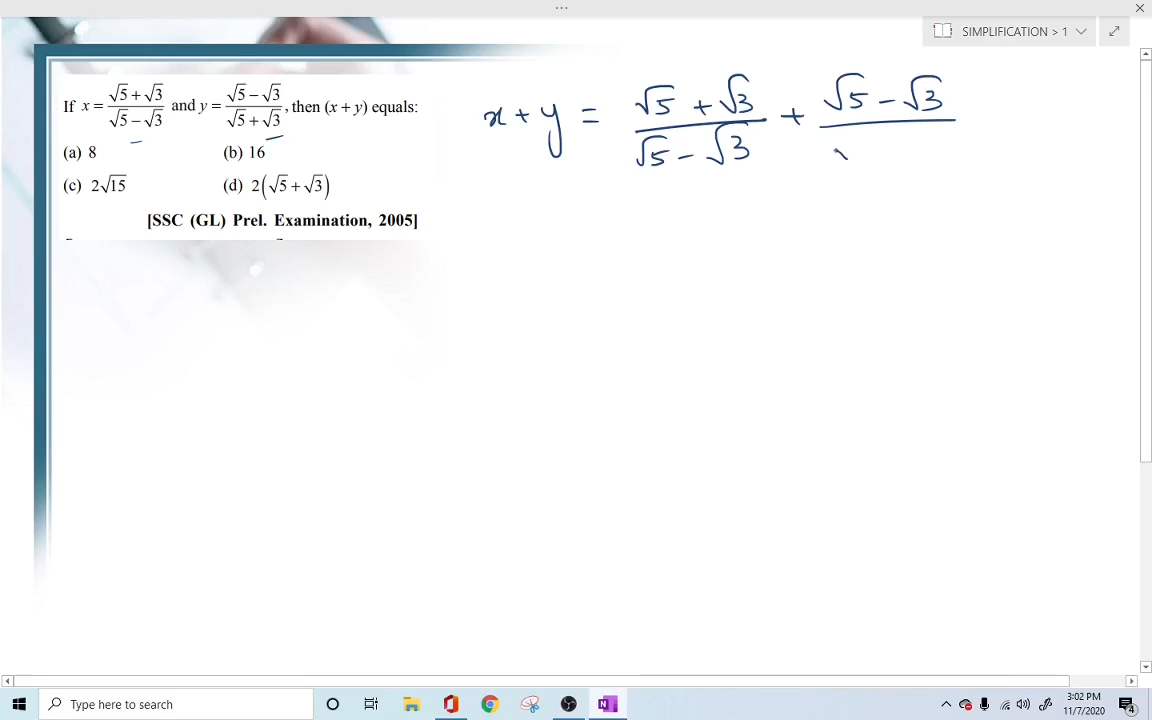 ...
SIMPLIFICATION > 1
If x = (√5 + √3)/(√5 − √3) and y = (√5 − √3)/(√5 + √3), then (x + y) equals:
(a) 8 (b) 16
(c) 2√15 (d) 2(√5 + √3)
[SSC (GL) Prel. Examination, 2005]
x + y = (√5 + √3)/(√5 − √3) + (√5 − √3)/
Type here to search
3:02 PM
11/7/2020
4